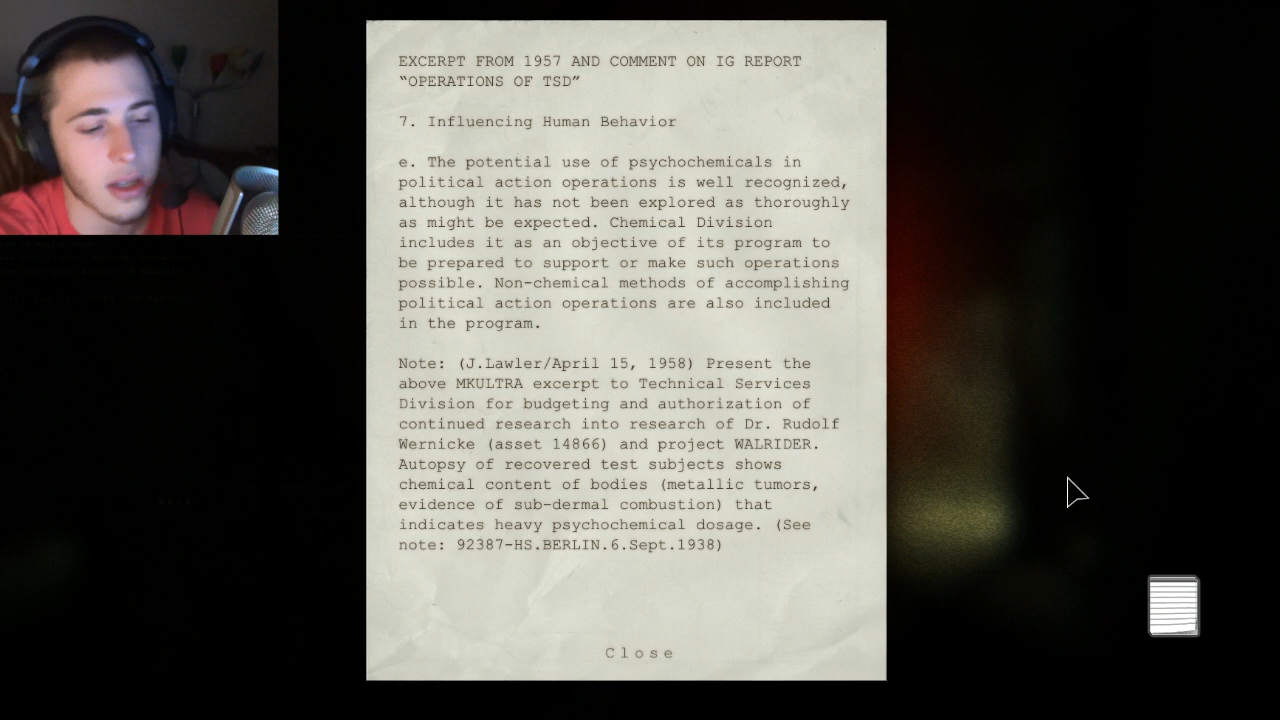 EXCERPT FROM 1957 AND COMMENT ON IG REPORT
“OPERATIONS OF TSD”
7. Influencing Human Behavior
e. The potential use of psychochemicals in
political action operations is well recognized,
although it has not been explored as thoroughly
as might be expected. Chemical Division
includes it as an objective of its program to
be prepared to support or make such operations
possible. Non-chemical methods of accomplishing
political action operations are also included
in the program.
Note: (J.Lawler/April 15, 1958) Present the
above MKULTRA excerpt to Technical Services
Division for budgeting and authorization of
continued research into research of Dr. Rudolf
Wernicke (asset 14866) and project WALRIDER.
Autopsy of recovered test subjects shows
chemical content of bodies (metallic tumors,
evidence of sub-dermal combustion) that
indicates heavy psychochemical dosage. (See
note: 92387-HS.BERLIN.6.Sept.1938)
Close